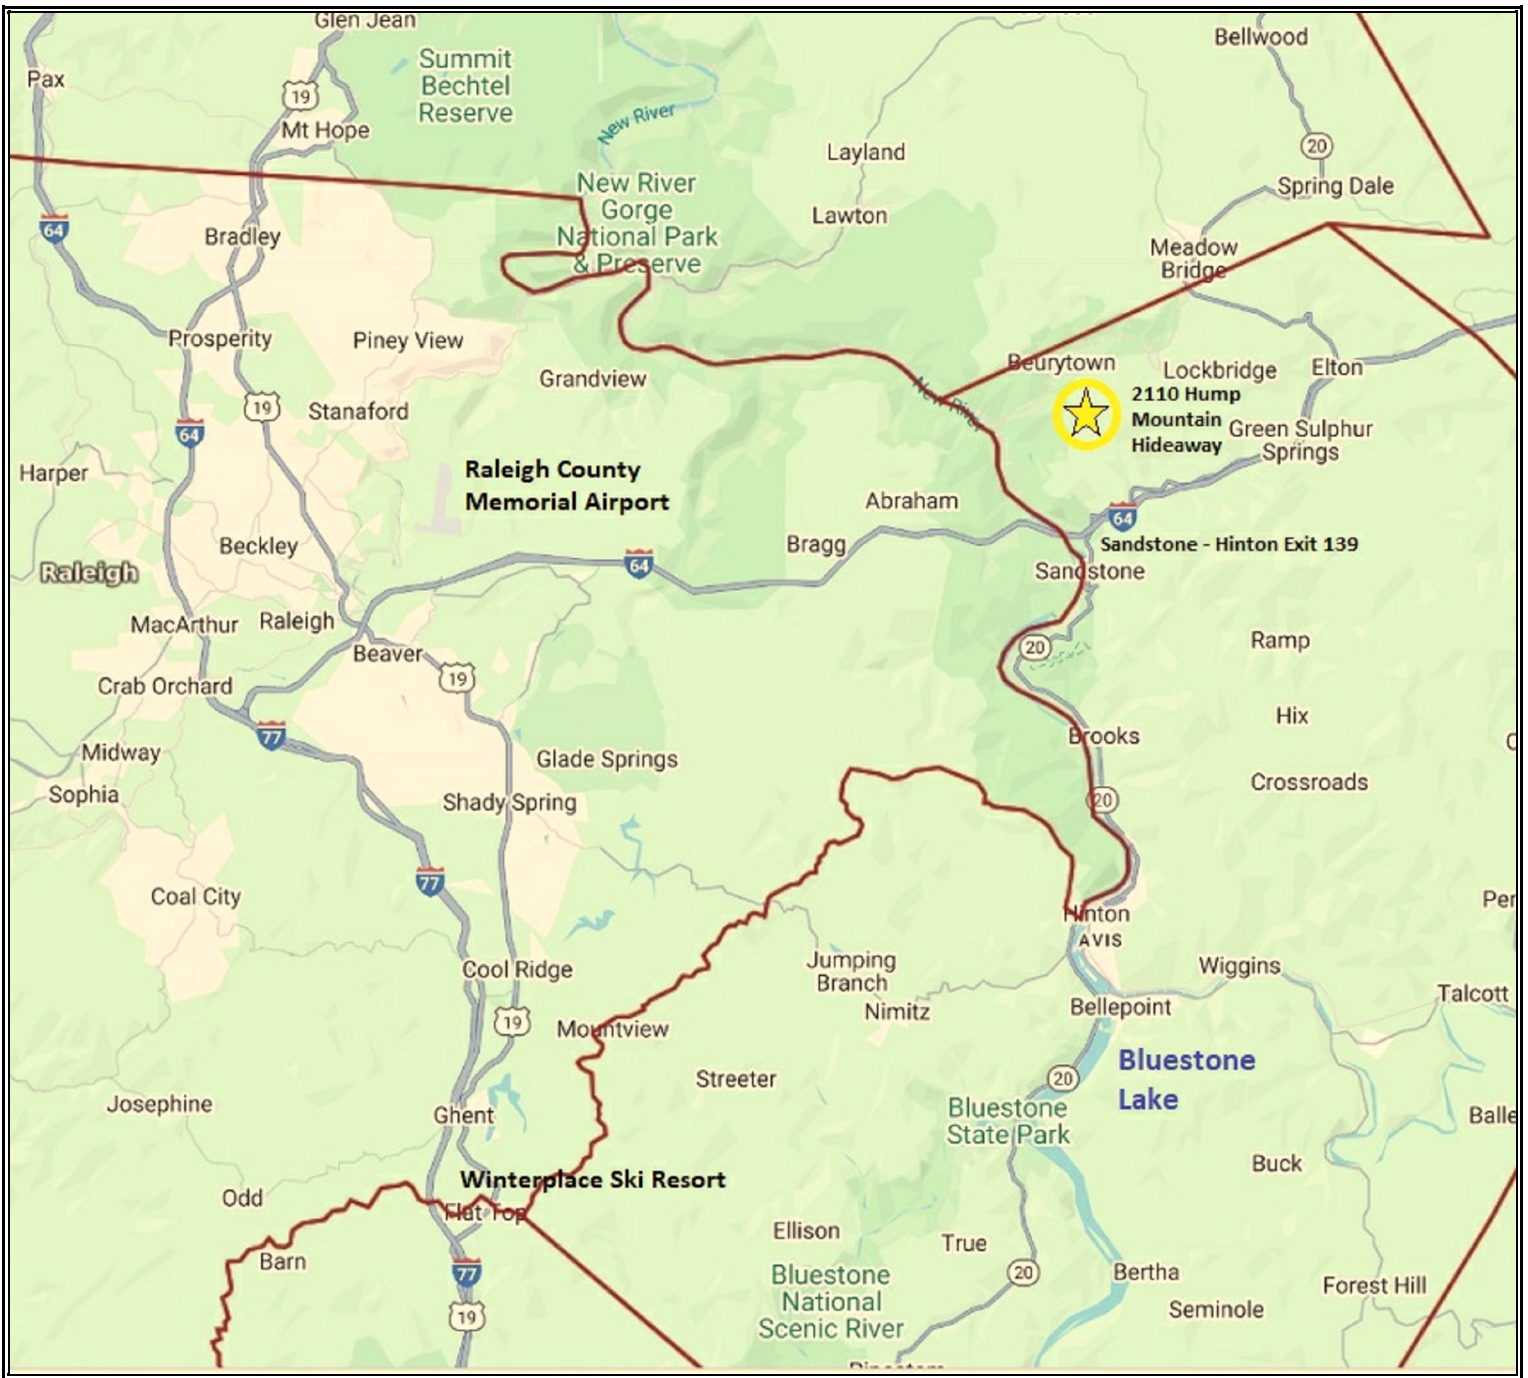 Glen Jean
Bellwood
Summit
Bechtel
Reserve
Pax
19
New River
Mt Hope
20
Layland
Spring Dale
New River
Gorge
National Park
& Preserve
Lawton
64
Bradley
Meadow
Bridge
Prosperity
Piney View
Beurytown
Lockbridge
Elton
Grandview
New River
2110 Hump
Mountain
Hideaway
19
Stanaford
64
Green Sulphur
Springs
Harper
Raleigh County
Memorial Airport
Abraham
64
Beckley
Bragg
Sandstone - Hinton Exit 139
64
Raleigh
Sandstone
MacArthur
Raleigh
Ramp
20
Beaver
19
Crab Orchard
Hix
77
Brooks
Midway
Glade Springs
Crossroads
Sophia
Shady Spring
20
77
Coal City
Per
Hinton
AVIS
Jumping
Branch
Wiggins
Cool Ridge
Talcott
Nimitz
Bellepoint
19
Mountview
Bluestone
Lake
Streeter
20
Josephine
Ghent
Bluestone
State Park
Balle
Buck
Winterplace Ski Resort
Odd
Flat Top
Ellison
True
Barn
77
Bluestone
National
Scenic River
20
Bertha
Forest Hill
19
Seminole